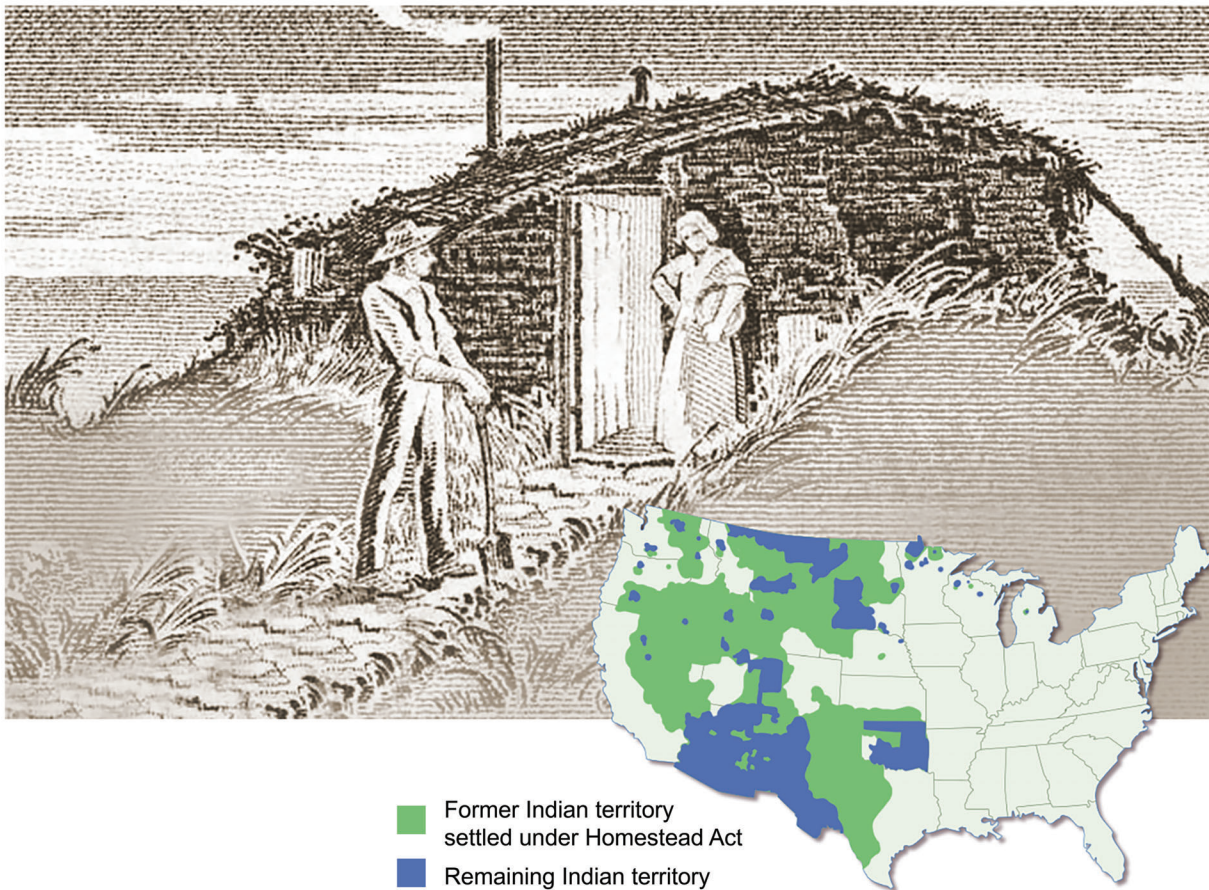 Former Indian territory
settled under Homestead Act
Remaining Indian territory